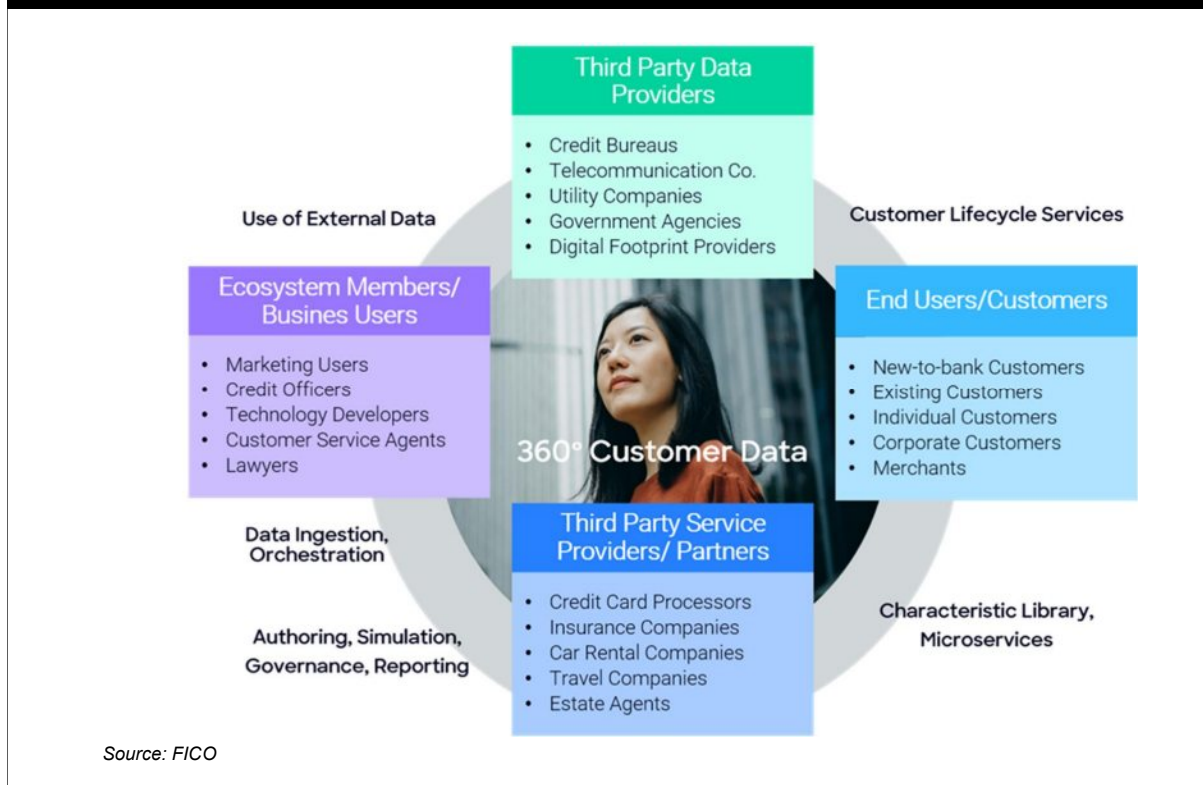 Third Party Data
Providers
• Credit Bureaus
• Telecommunication Co.
• Utility Companies
• Government Agencies
• Digital Footprint Providers
Use of External Data
Customer Lifecycle Services
Ecosystem Members/
Busines Users
• Marketing Users
• Credit Officers
• Technology Developers
• Customer Service Agents
• Lawyers
360° Customer Data
End Users/Customers
• New-to-bank Customers
• Existing Customers
• Individual Customers
• Corporate Customers
• Merchants
Data Ingestion,
Orchestration
Authoring, Simulation,
Governance, Reporting
Third Party Service
Providers/ Partners
• Credit Card Processors
• Insurance Companies
• Car Rental Companies
• Travel Companies
• Estate Agents
Characteristic Library,
Microservices
Source: FICO